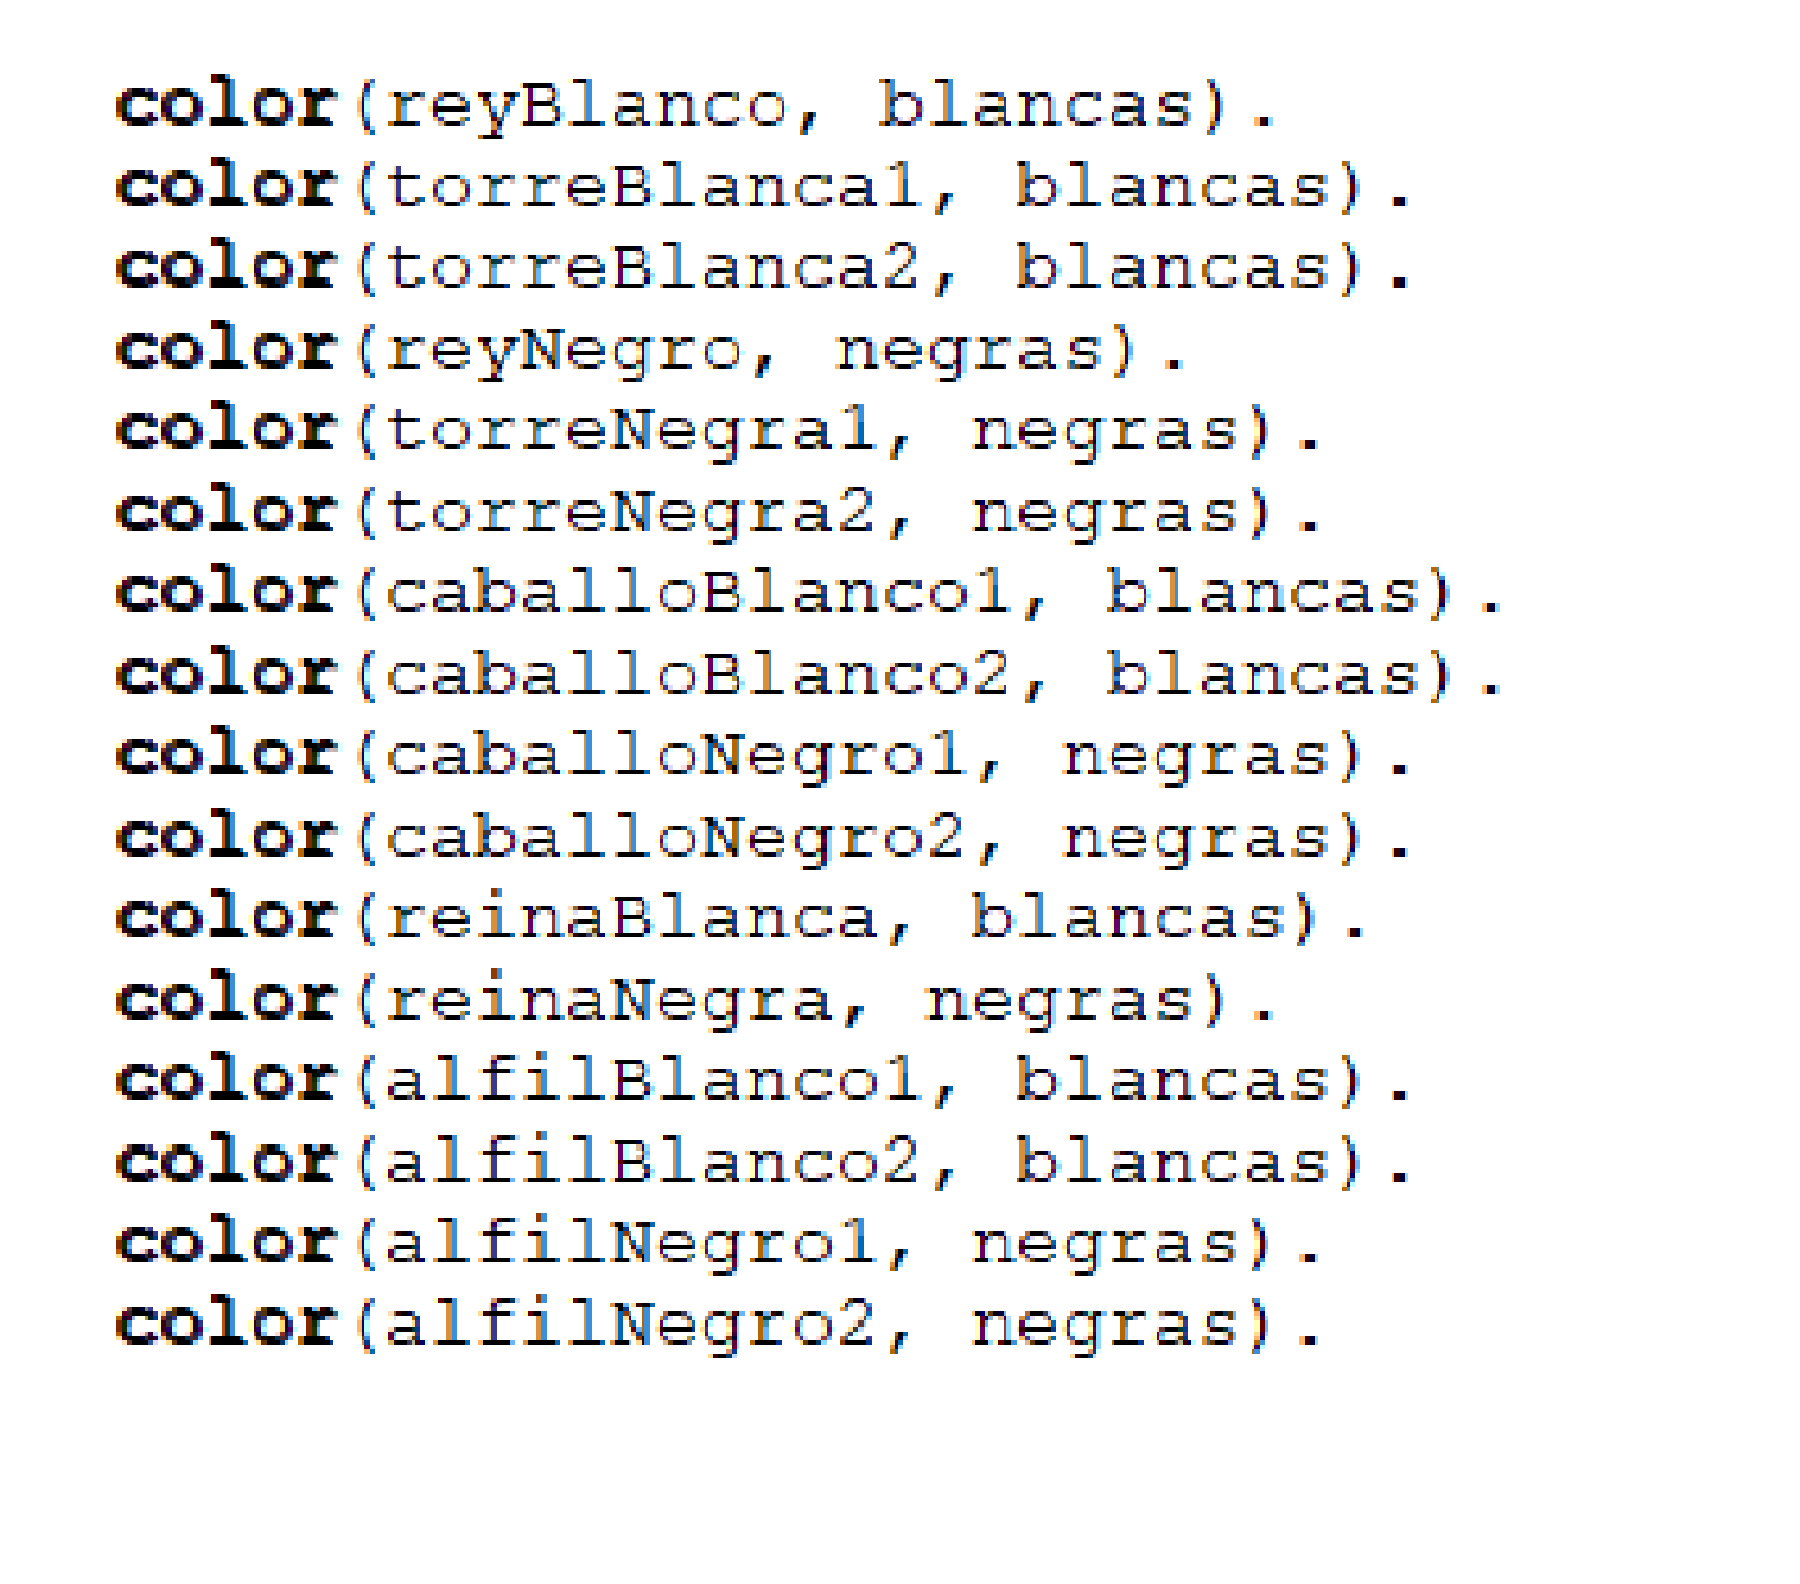 color(reyBlanco, blancas).
color(torreBlanca1, blancas).
color(torreBlanca2, blancas).
color(reyNegro, negras).
color(torreNegra1, negras).
color(torreNegra2, negras).
color(caballoBlanco1, blancas).
color(caballoBlanco2, blancas).
color(caballoNegro1, negras).
color(caballoNegro2, negras).
color(reinaBlanca, blancas).
color(reinaNegra, negras).
color(alfilBlanco1, blancas).
color(alfilBlanco2, blancas).
color(alfilNegro1, negras).
color(alfilNegro2, negras).